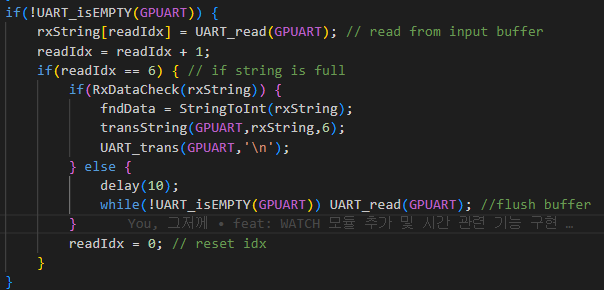 if(!UART_isEMPTY(GPUART)) {
rxString[readIdx] = UART_read(GPUART); // read from input buffer
readIdx = readIdx + 1;
if(readIdx == 6) { // if string is full
if(RxDataCheck(rxString)) {
fndData = StringToInt(rxString);
transString(GPUART,rxString,6);
UART_trans(GPUART,'\n');
} else {
delay(10);
while(!UART_isEMPTY(GPUART)) UART_read(GPUART); //flush buffer
} You, 그저께 • feat: WATCH 모듈 추가 및 시간 관련 기능 구현 …
readIdx = 0; // reset idx
}
}